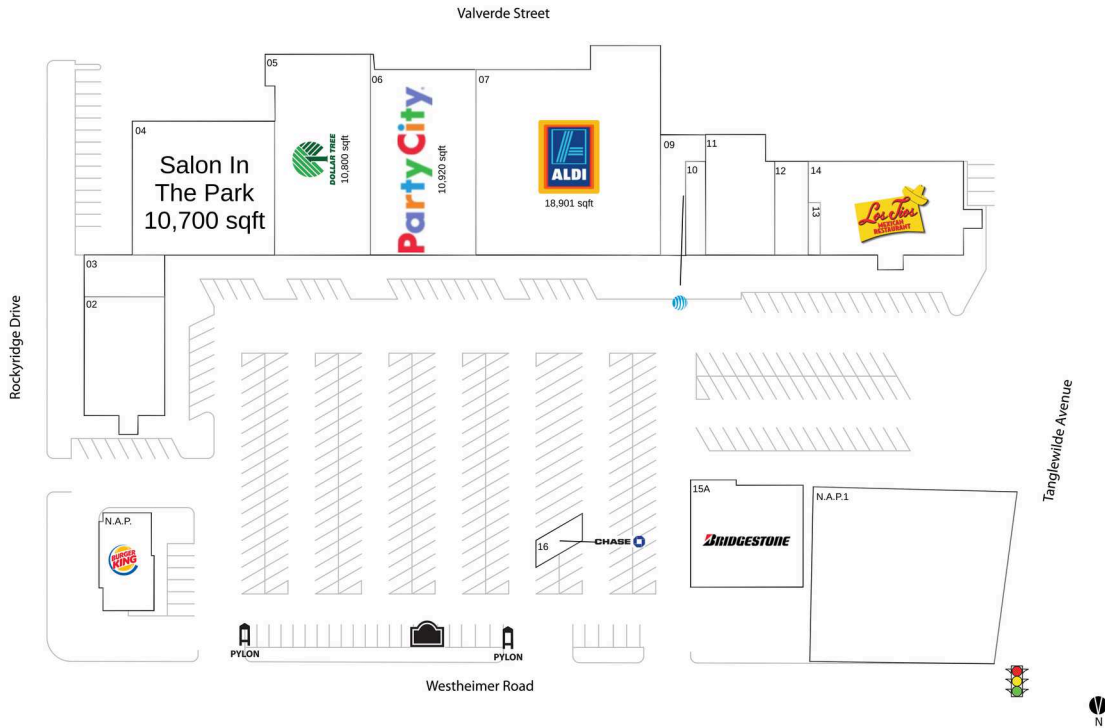 Valverde Street
05
06
07
04
Salon In
The Park
10,700 sqft
DOLLAR TREE
10,800 sqft
Party City
10,920 sqft
ALDI
18,901 sqft
09
10
11
12
14
13
Los Tios
MEXICAN
RESTAURANT
03
02
Rockyridge Drive
Tanglewilde Avenue
N.A.P.
BURGER
KING
16
CHASE
15A
BRIDGESTONE
N.A.P.1
PYLON
PYLON
Westheimer Road
N